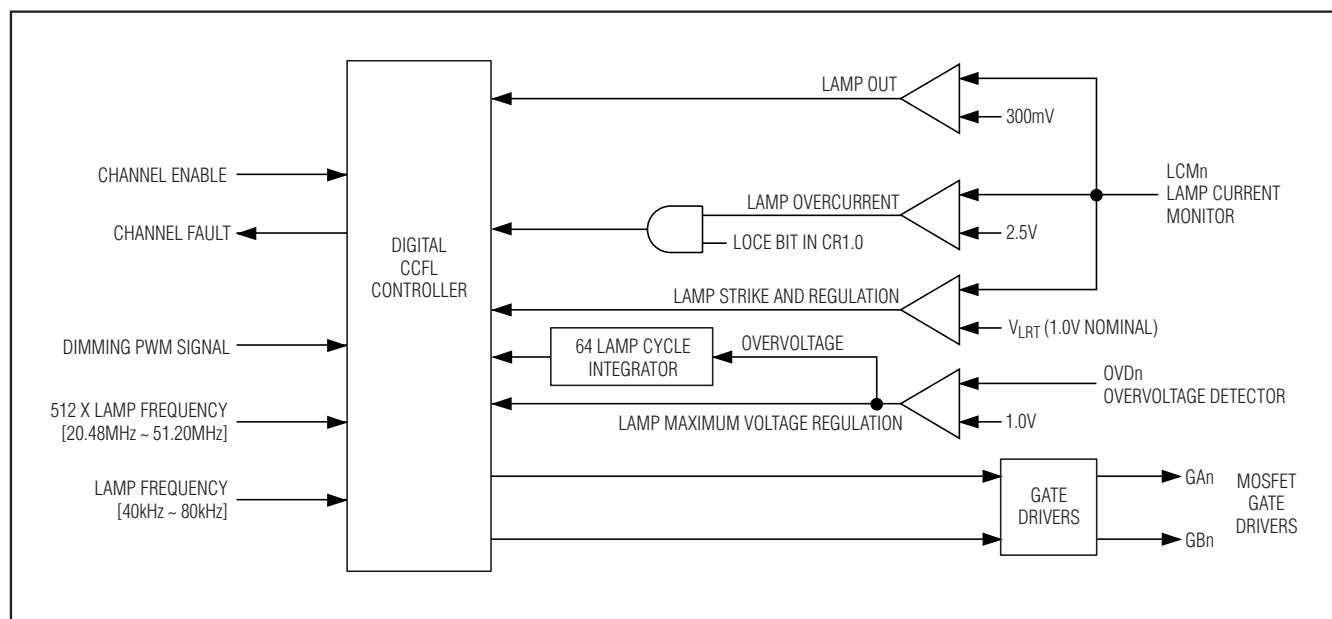 LAMP OUT
300mV
CHANNEL ENABLE
LCMn
LAMP CURRENT
MONITOR
LAMP OVERCURRENT
CHANNEL FAULT
2.5V
LOCE BIT IN CR1.0
DIGITAL
CCFL
CONTROLLER
LAMP STRIKE AND REGULATION
VLRT (1.0V NOMINAL)
DIMMING PWM SIGNAL
64 LAMP CYCLE
INTEGRATOR
OVERVOLTAGE
OVDn
OVERVOLTAGE DETECTOR
512 X LAMP FREQUENCY
[20.48MHz ~ 51.20MHz]
LAMP MAXIMUM VOLTAGE REGULATION
1.0V
LAMP FREQUENCY
[40kHz ~ 80kHz]
GATE
DRIVERS
GAn
GBn
MOSFET
GATE
DRIVERS